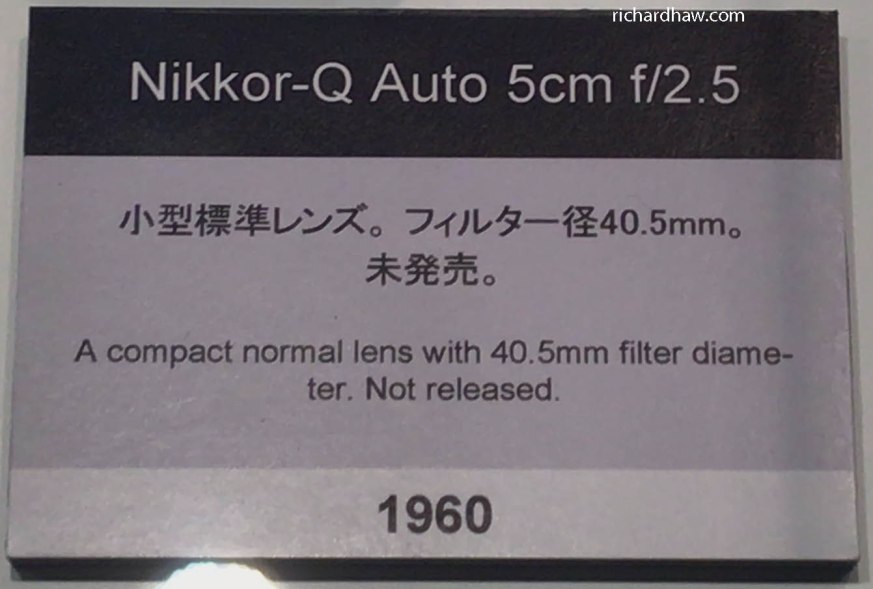 richardhaw.com
Nikkor-Q Auto 5cm f/2.5
小型標準レンズ。フィルター径40.5mm。
未発売。
A compact normal lens with 40.5mm filter diame-
ter. Not released.
1960